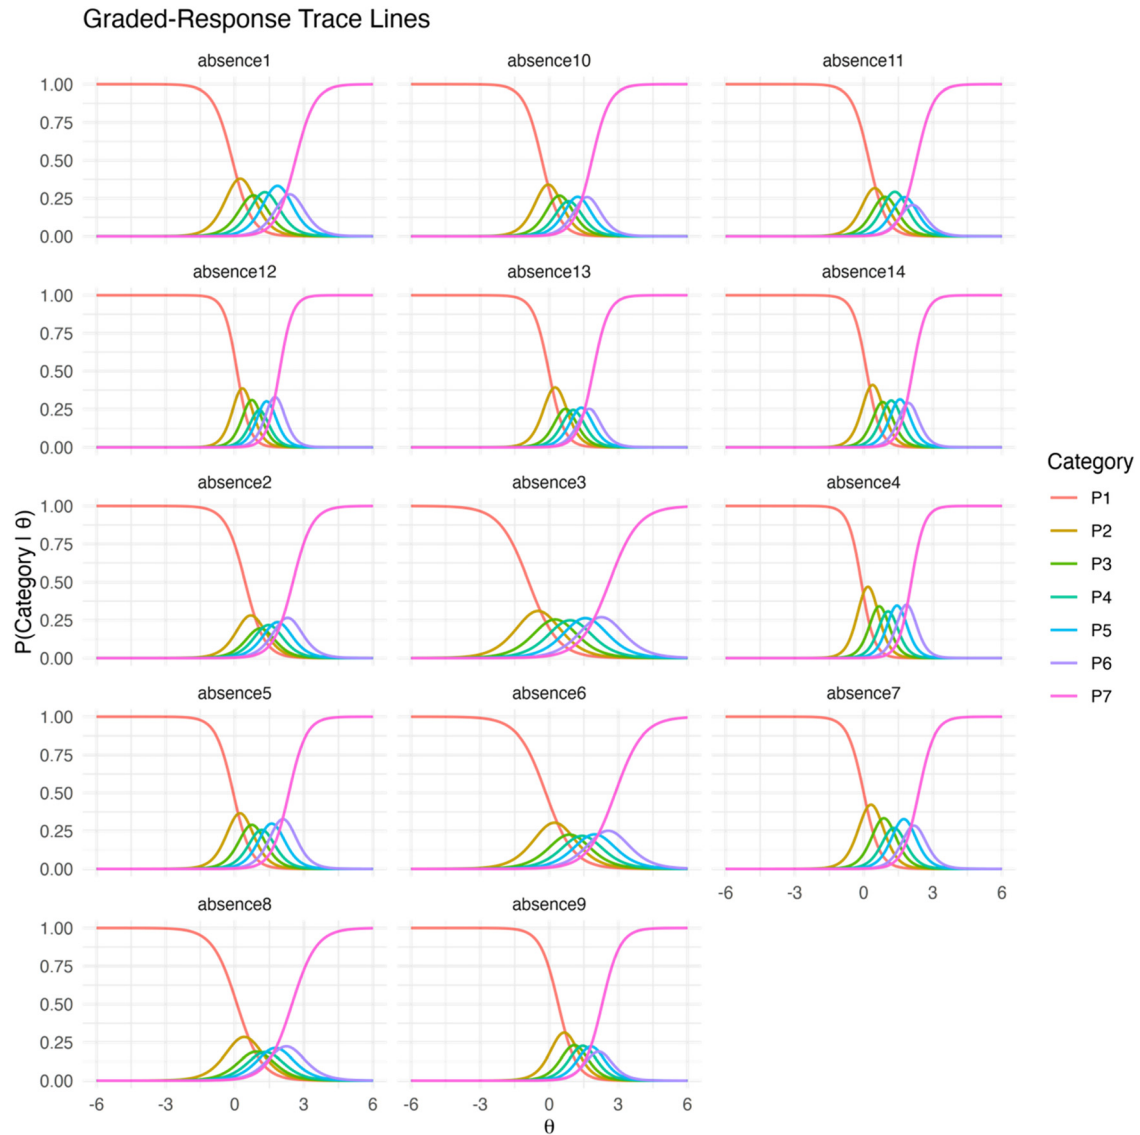 Graded-Response Trace Lines
absence1 absence10 absence11
1.00
0.75
0.50
0.25
0.00
absence12 absence13 absence14
1.00
0.75
0.50
0.25
0.00
absence2 absence3 absence4
1.00
0.75
0.50
0.25
0.00
absence5 absence6 absence7
1.00
0.75
0.50
0.25
0.00
-6 -3 0 3 6
absence8 absence9
1.00
0.75
0.50
0.25
0.00
-6 -3 0 3 6 -6 -3 0 3 6
θ
P(Category | θ)
Category
P1
P2
P3
P4
P5
P6
P7